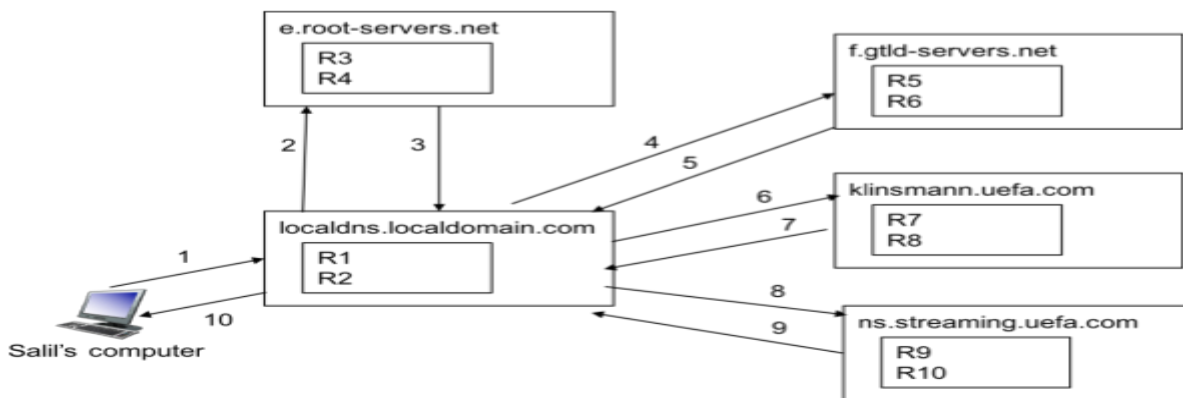 e.root-servers.net
R3
R4
f.gtld-servers.net
R5
R6
2
3
4
5
klinsmann.uefa.com
R7
R8
6
7
localdns.localdomain.com
R1
R2
1
10
Salil's computer
8
9
ns.streaming.uefa.com
R9
R10